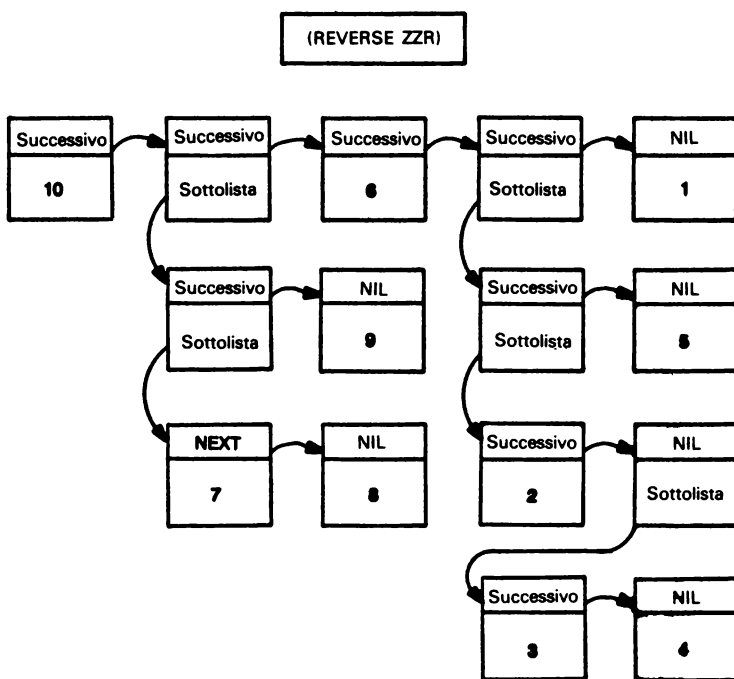 (REVERSE ZZR)
Successivo Successivo Successivo Successivo NIL
10 Sottolista 6 Sottolista 1
Successivo NIL Successivo NIL
Sottolista 9 Sottolista 5
NEXT NIL Successivo NIL
7 8 2 Sottolista
Successivo NIL
3 4